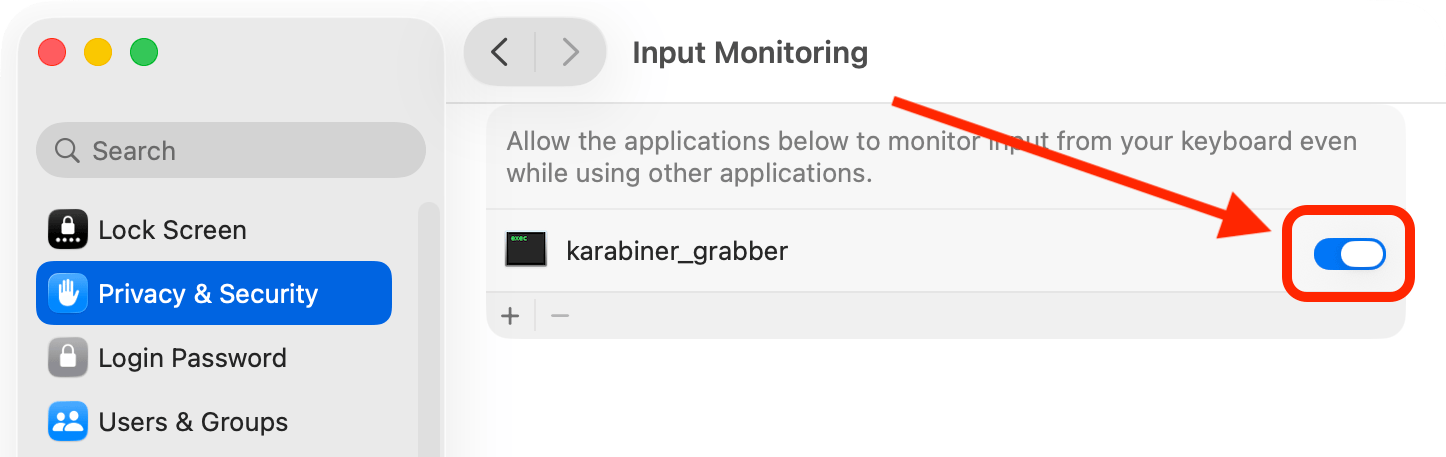 Input Monitoring
Search
Lock Screen
Privacy & Security
Login Password
Users & Groups
Allow the applications below to monitor input from your keyboard even
while using other applications.
exec
karabiner_grabber